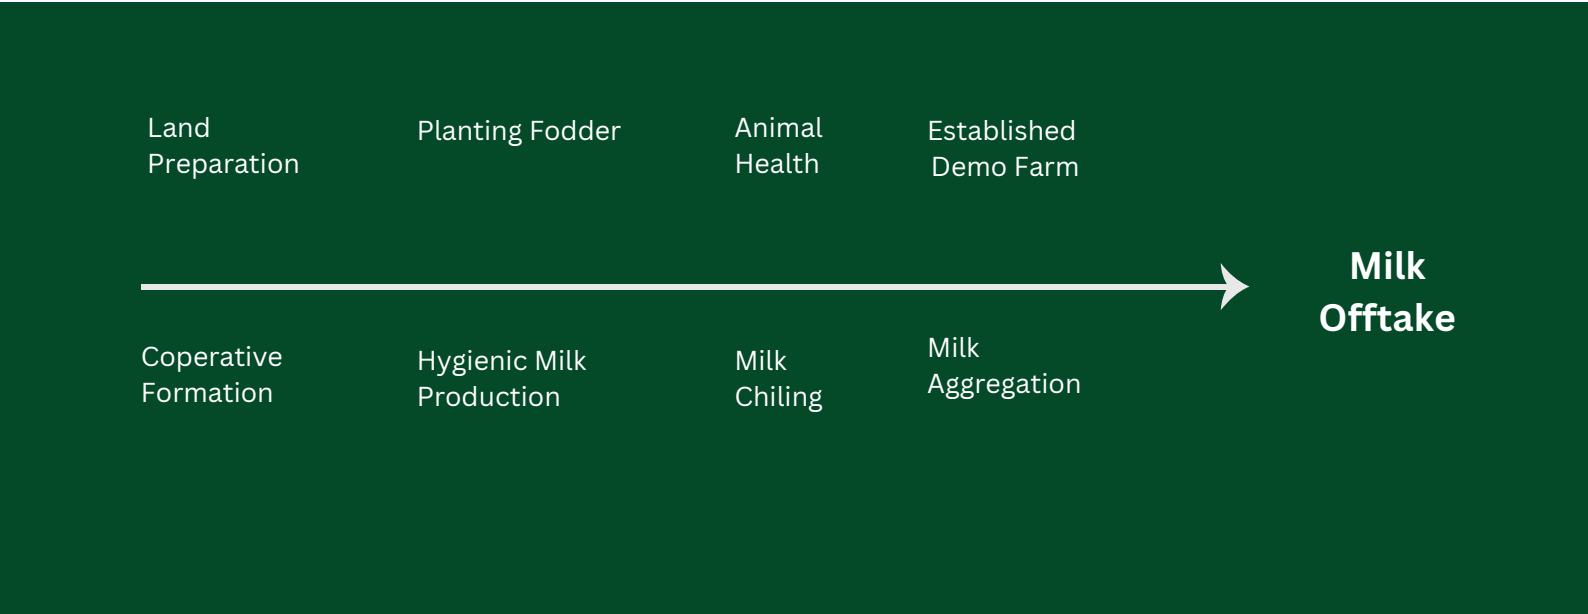 Land
Preparation
Planting Fodder
Animal
Health
Established
Demo Farm
Milk
Offtake
Coperative
Formation
Hygienic Milk
Production
Milk
Chiling
Milk
Aggregation